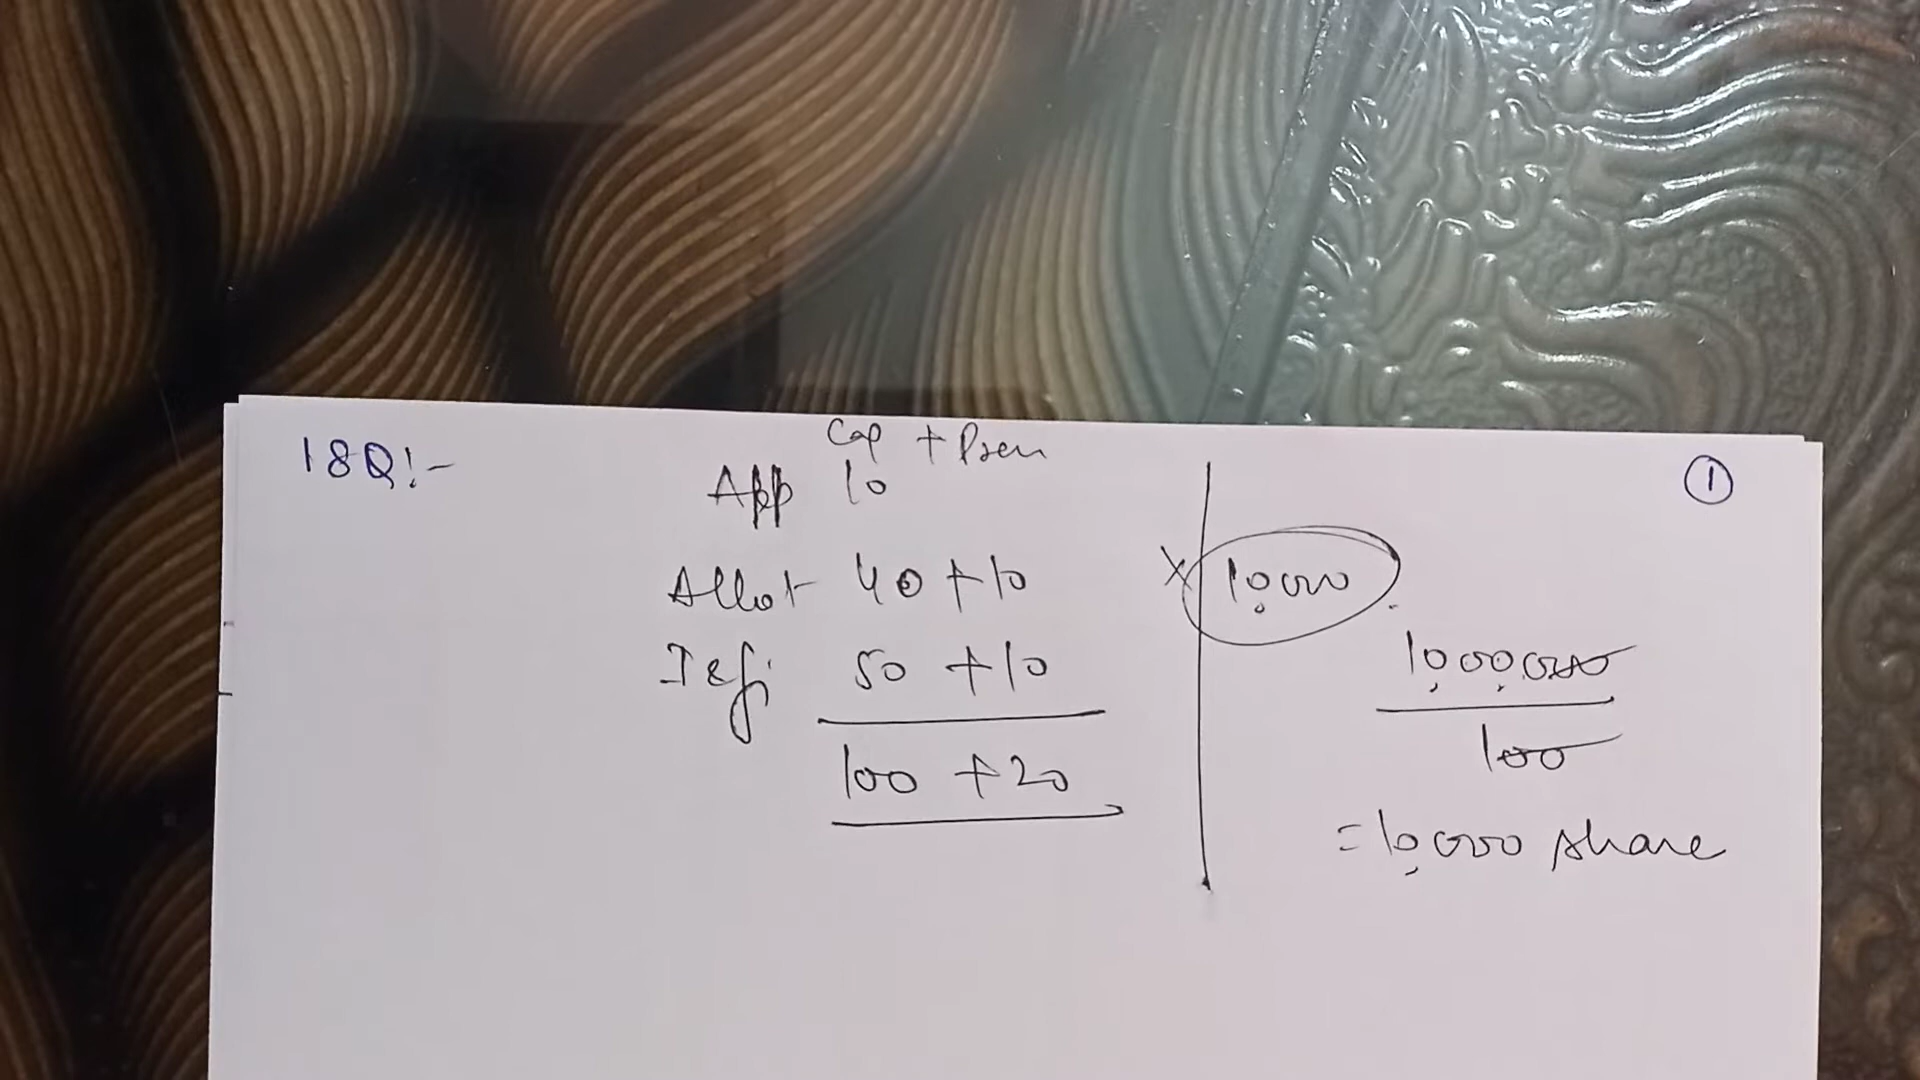 18Q:-
①
Cap + Prem
App 10
Allot 40 + 10
I & fi 50 + 10
100 + 20
× 10,000
10,00,000
100
= 10,000 share